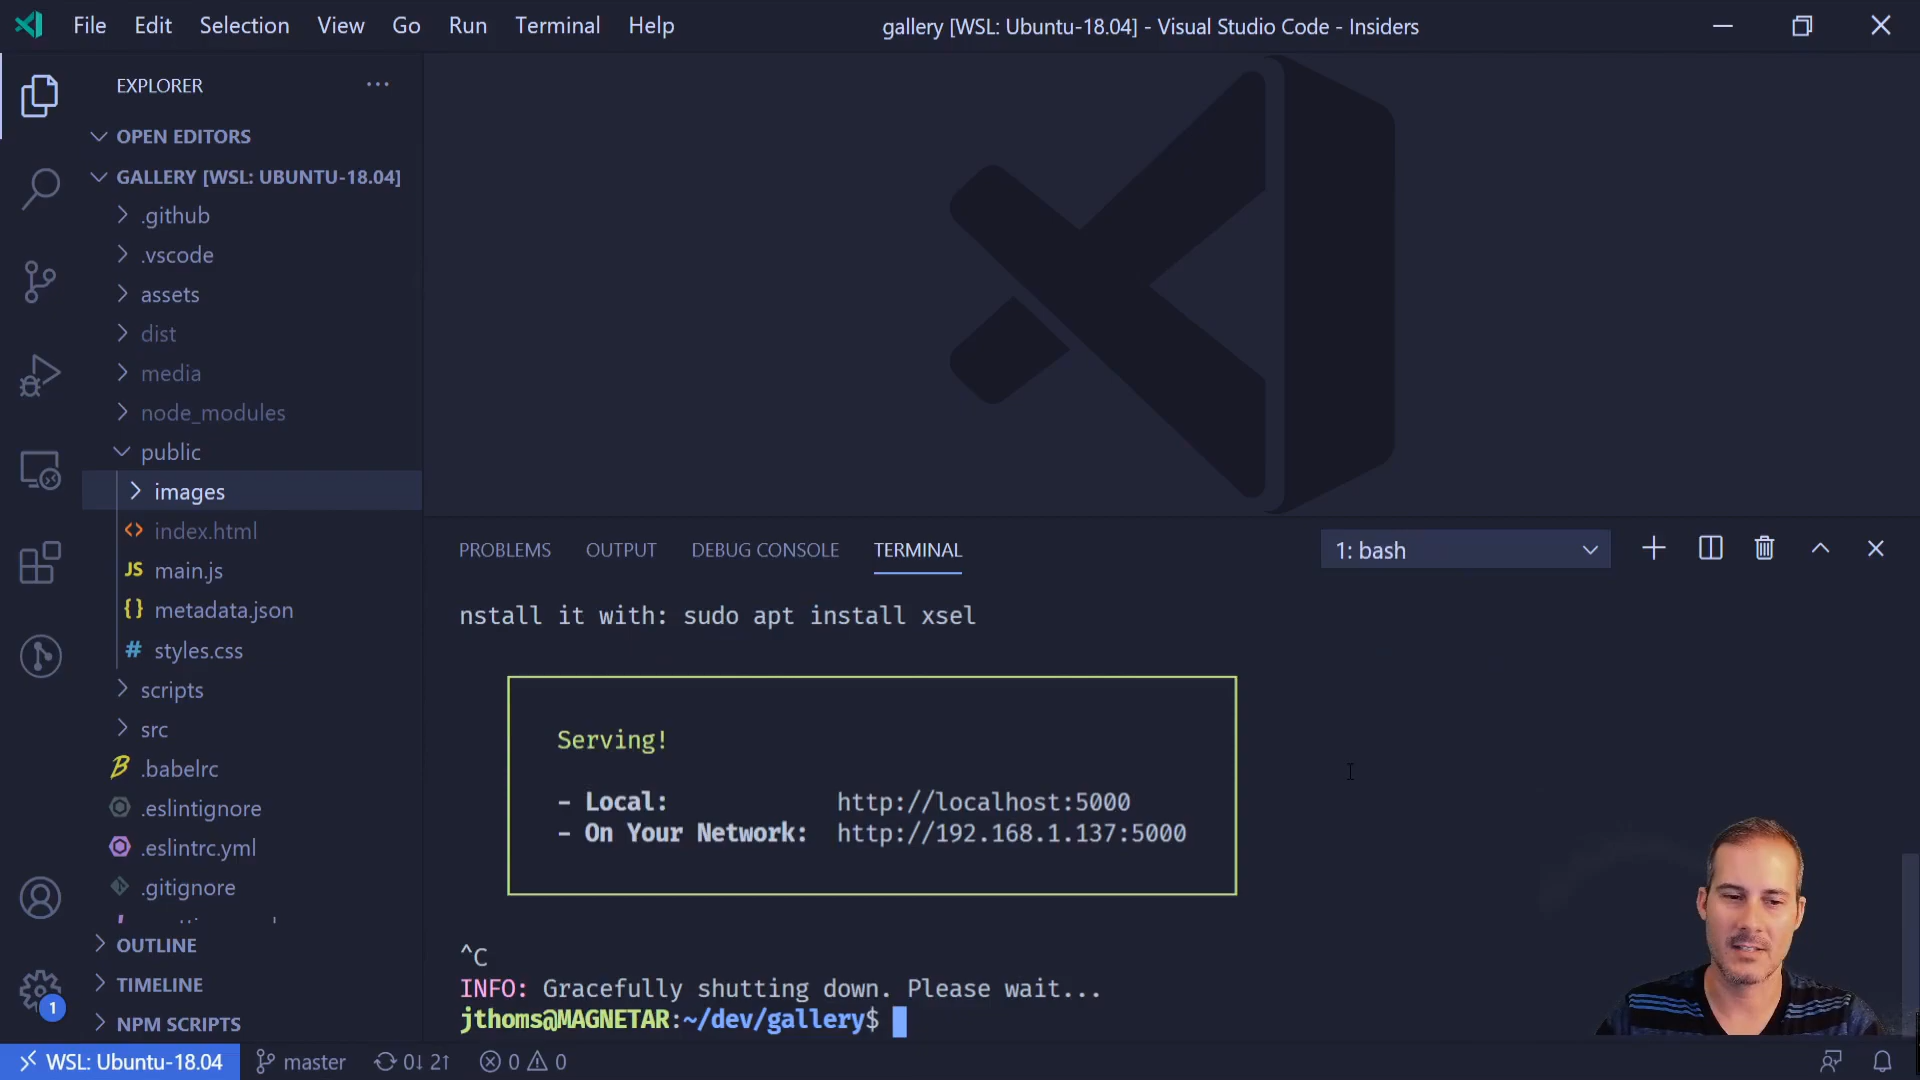 File Edit Selection View Go Run Terminal Help
gallery [WSL: Ubuntu-18.04] - Visual Studio Code - Insiders
EXPLORER
OPEN EDITORS
GALLERY [WSL: UBUNTU-18.04]
.github
.vscode
assets
dist
media
node_modules
public
images
index.html
JS main.js
{} metadata.json
# styles.css
scripts
src
.babelrc
.eslintignore
.eslintrc.yml
.gitignore
OUTLINE
TIMELINE
NPM SCRIPTS
1
PROBLEMS OUTPUT DEBUG CONSOLE TERMINAL
1: bash
nstall it with: sudo apt install xsel
Serving!
- Local: http://localhost:5000
- On Your Network: http://192.168.1.137:5000
^C
INFO: Gracefully shutting down. Please wait...
jthoms@MAGNETAR:~/dev/gallery$
WSL: Ubuntu-18.04 master 0↓ 2↑ 0 0